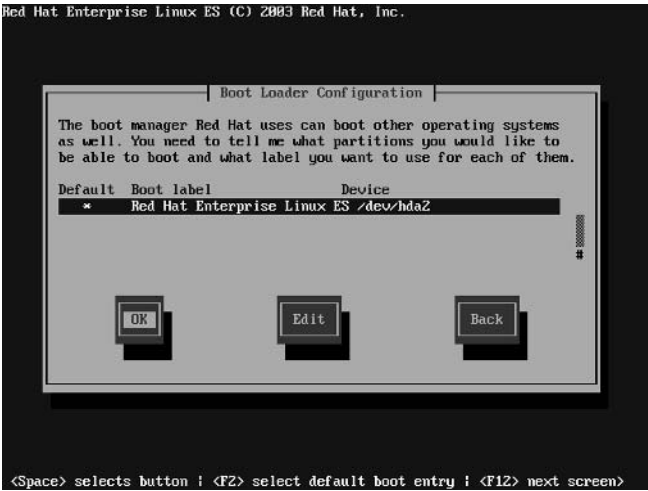 Red Hat Enterprise Linux ES (C) 2003 Red Hat, Inc.
Boot Loader Configuration
The boot manager Red Hat uses can boot other operating systems
as well. You need to tell me what partitions you would like to
be able to boot and what label you want to use for each of them.
Default Boot label Device
* Red Hat Enterprise Linux ES /dev/hda2
#
OK Edit Back
<Space> selects button | <F2> select default boot entry | <F12> next screen>